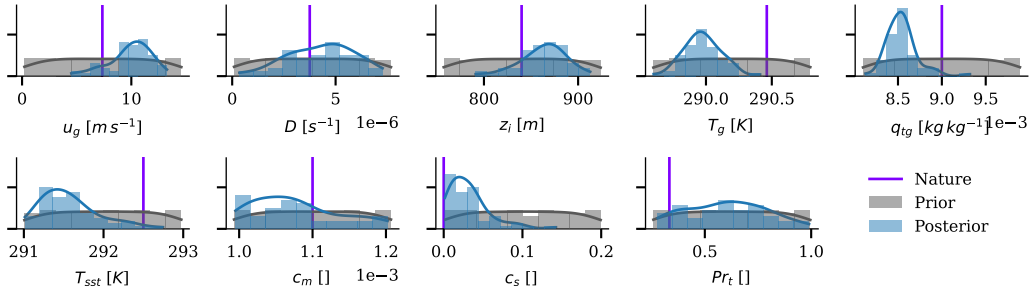 0 10
0 5
800 900
290.0 290.5
8.5 9.0 9.5
u_g [m s⁻¹]
D [s⁻¹] 1e−6
z_i [m]
T_g [K]
q_tg [kg kg⁻¹] 1e−3
291 292 293
1.0 1.1 1.2
0.0 0.1 0.2
0.5 1.0
T_sst [K]
c_m [] 1e−3
c_s []
Pr_t []
Nature
Prior
Posterior